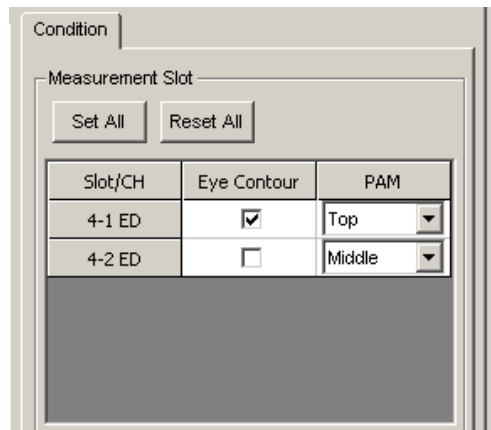 Condition
Measurement Slot
Set All Reset All
Slot/CH Eye Contour PAM
4-1 ED Top
4-2 ED Middle